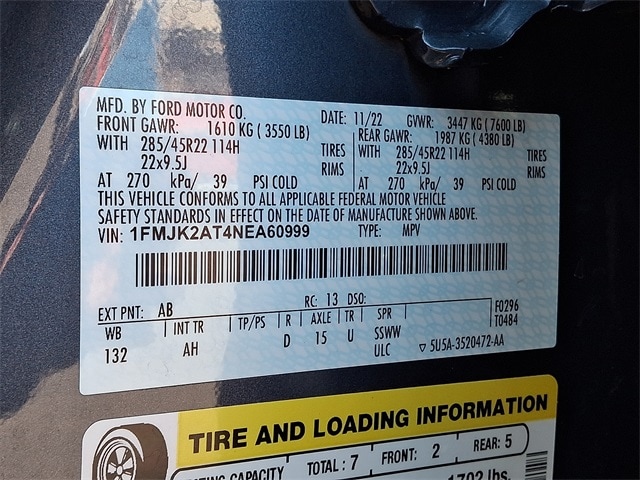 MFD. BY FORD MOTOR CO. DATE: 11/22 GVWR: 3447 KG ( 7600 LB)
FRONT GAWR: 1610 KG ( 3550 LB) REAR GAWR: 1987 KG ( 4380 LB)
WITH 285/45R22 114H TIRES WITH 285/45R22 114H TIRES
22x9.5J RIMS 22x9.5J RIMS
AT 270 kPa/ 39 PSI COLD AT 270 kPa/ 39 PSI COLD
THIS VEHICLE CONFORMS TO ALL APPLICABLE FEDERAL MOTOR VEHICLE
SAFETY STANDARDS IN EFFECT ON THE DATE OF MANUFACTURE SHOWN ABOVE.
VIN: 1FMJK2AT4NEA60999 TYPE: MPV
EXT PNT: AB RC: 13 DSO: F0296
WB INT TR TP/PS R AXLE TR SPR T0484
132 AH D 15 U SSWW
ULC ▽ 5U5A-3520472-AA
TIRE AND LOADING INFORMATION
CAPACITY TOTAL : 7 FRONT: 2 REAR: 5
lbs.